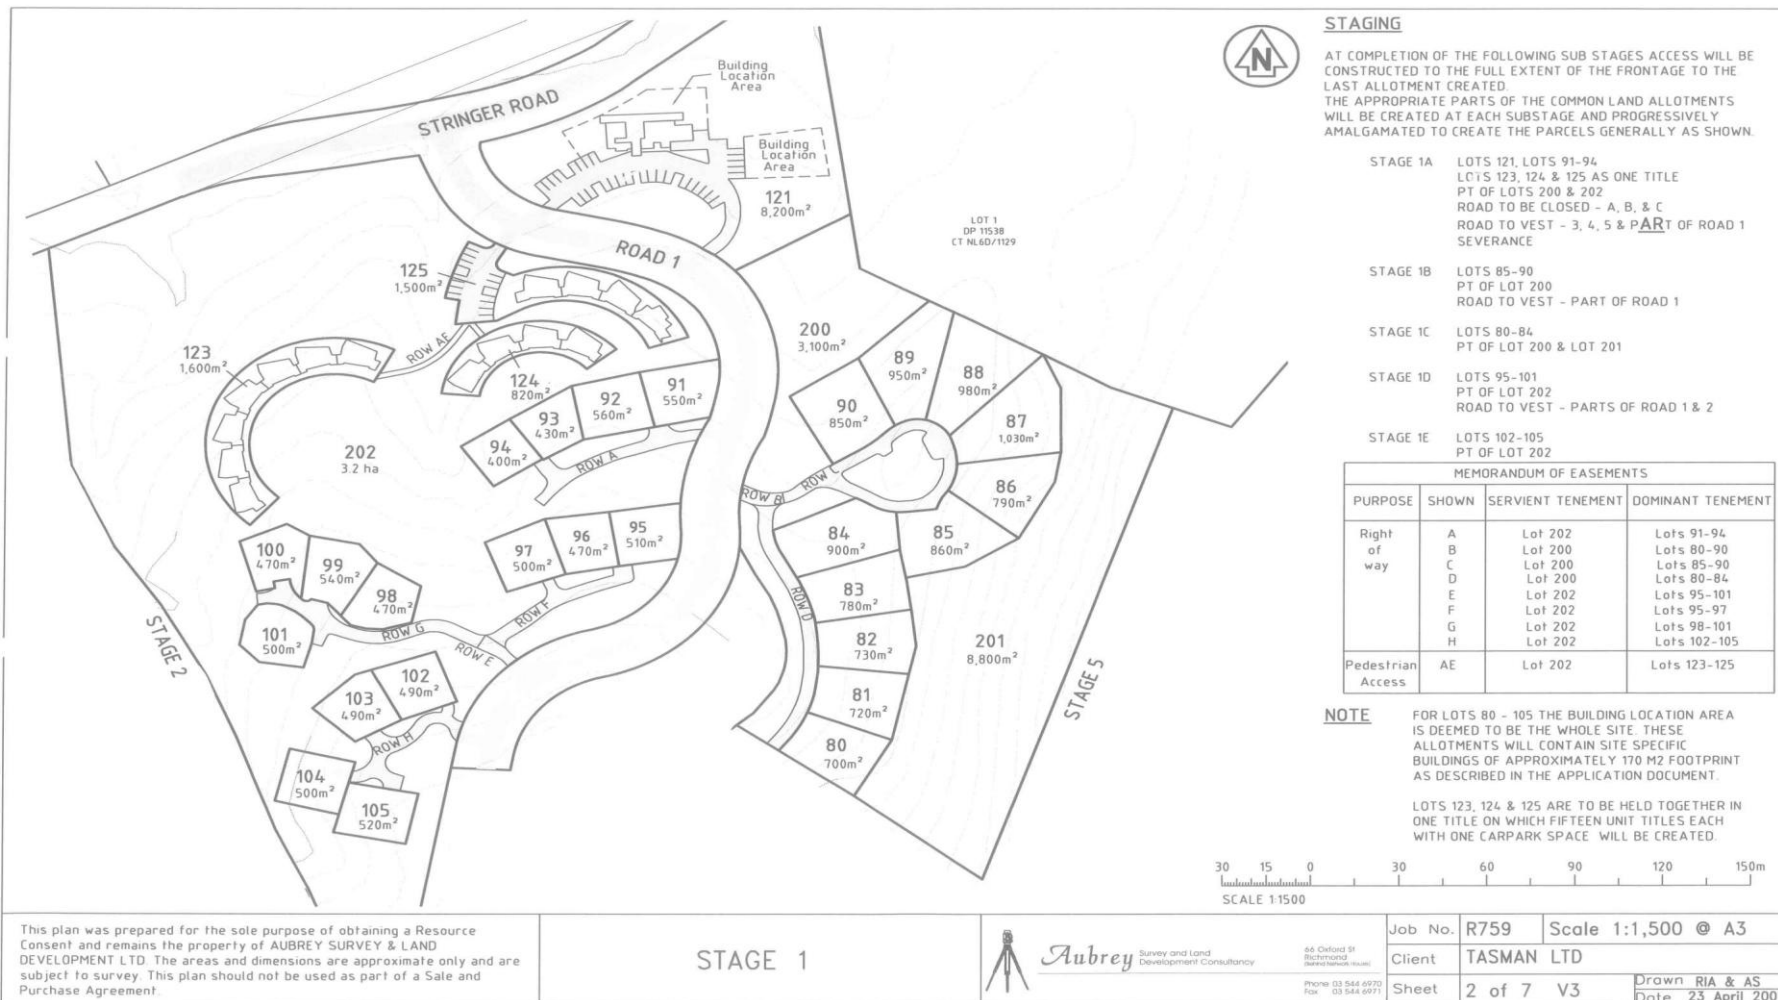 STAGING
AT COMPLETION OF THE FOLLOWING SUB STAGES ACCESS WILL BE
CONSTRUCTED TO THE FULL EXTENT OF THE FRONTAGE TO THE
LAST ALLOTMENT CREATED.
THE APPROPRIATE PARTS OF THE COMMON LAND ALLOTMENTS
WILL BE CREATED AT EACH SUBSTAGE AND PROGRESSIVELY
AMALGAMATED TO CREATE THE PARCELS GENERALLY AS SHOWN.
STAGE 1A LOTS 121, LOTS 91-94
LOTS 123, 124 & 125 AS ONE TITLE
PT OF LOTS 200 & 202
ROAD TO BE CLOSED - A, B, & C
ROAD TO VEST - 3, 4, 5 & PART OF ROAD 1
SEVERANCE
STAGE 1B LOTS 85-90
PT OF LOT 200
ROAD TO VEST - PART OF ROAD 1
STAGE 1C LOTS 80-84
PT OF LOT 200 & LOT 201
STAGE 1D LOTS 95-101
PT OF LOT 202
ROAD TO VEST - PARTS OF ROAD 1 & 2
STAGE 1E LOTS 102-105
PT OF LOT 202
MEMORANDUM OF EASEMENTS
PURPOSE SHOWN SERVIENT TENEMENT DOMINANT TENEMENT
Right A Lot 202 Lots 91-94
of B Lot 200 Lots 80-90
way C Lot 200 Lots 85-90
D Lot 200 Lots 80-84
E Lot 202 Lots 95-101
F Lot 202 Lots 95-97
G Lot 202 Lots 98-101
H Lot 202 Lots 102-105
Pedestrian AE Lot 202 Lots 123-125
Access
NOTE FOR LOTS 80 - 105 THE BUILDING LOCATION AREA
IS DEEMED TO BE THE WHOLE SITE. THESE
ALLOTMENTS WILL CONTAIN SITE SPECIFIC
BUILDINGS OF APPROXIMATELY 170 M2 FOOTPRINT
AS DESCRIBED IN THE APPLICATION DOCUMENT.
LOTS 123, 124 & 125 ARE TO BE HELD TOGETHER IN
ONE TITLE ON WHICH FIFTEEN UNIT TITLES EACH
WITH ONE CARPARK SPACE WILL BE CREATED.
30 15 0 30 60 90 120 150m
SCALE 1:1500
N
STRINGER ROAD
Building
Location
Area
Building
Location
Area
121
8,200m²
LOT 1
DP 11538
CT NL6D/1129
ROAD 1
125
1,500m²
123
1,600m²
ROW AE
124
820m²
200
3,100m²
89
950m²
88
980m²
87
1,030m²
90
850m²
86
790m²
85
860m²
84
900m²
83
780m²
82
730m²
81
720m²
80
700m²
201
8,800m²
91
550m²
92
560m²
93
430m²
94
400m²
ROW A
ROW B
ROW C
ROW D
202
3.2 ha
95
510m²
96
470m²
97
500m²
98
470m²
99
540m²
100
470m²
101
500m²
ROW F
ROW G
ROW E
102
490m²
103
490m²
ROW H
104
500m²
105
520m²
STAGE 2
STAGE 5
This plan was prepared for the sole purpose of obtaining a Resource
Consent and remains the property of AUBREY SURVEY & LAND
DEVELOPMENT LTD. The areas and dimensions are approximate only and are
subject to survey. This plan should not be used as part of a Sale and
Purchase Agreement.
STAGE 1
Aubrey Survey and Land
Development Consultancy
66 Oxford St
Richmond
Phone 03 544 6970
Fax 03 544 6971
Job No. R759 Scale 1:1,500 @ A3
Client TASMAN LTD
Sheet 2 of 7 V3
Drawn RIA & AS
Date 23 April